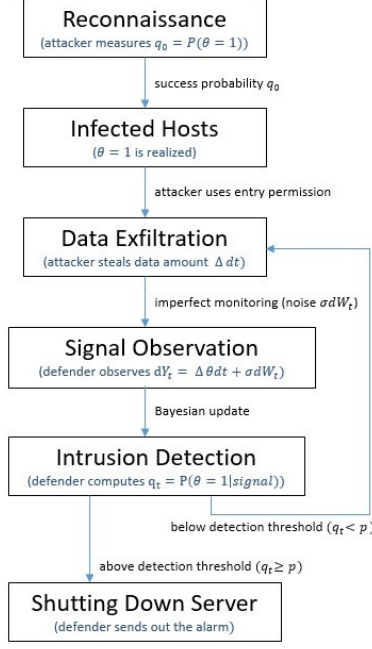 Reconnaissance
(attacker measures q₀ = P(θ = 1))
success probability q₀
Infected Hosts
(θ = 1 is realized)
attacker uses entry permission
Data Exfiltration
(attacker steals data amount Δ dt)
imperfect monitoring (noise σdWₜ)
Signal Observation
(defender observes dYₜ = Δ θdt + σdWₜ)
Bayesian update
Intrusion Detection
(defender computes qₜ = P(θ = 1|signal))
below detection threshold (qₜ< p)
above detection threshold (qₜ≥ p)
Shutting Down Server
(defender sends out the alarm)